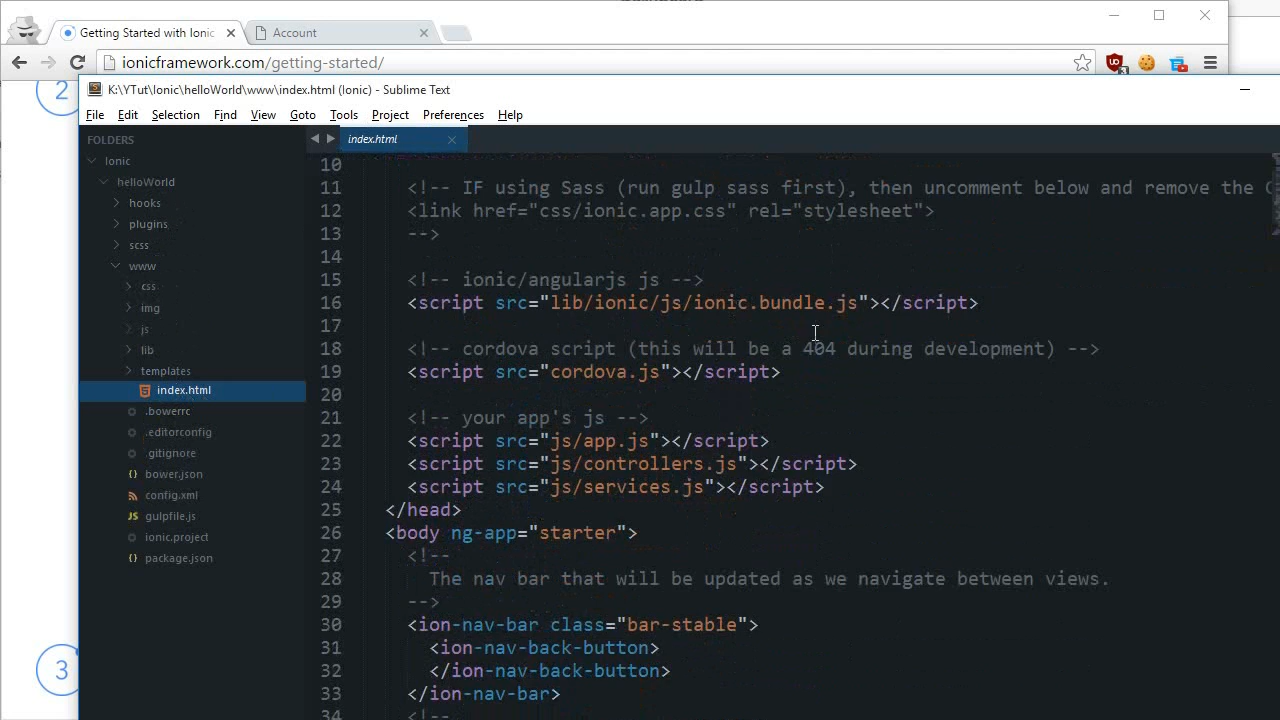 Getting Started with Ionic
Account
ionicframework.com/getting-started/
2
K:\YTut\Ionic\helloWorld\www\index.html (Ionic) - Sublime Text
File Edit Selection Find View Goto Tools Project Preferences Help
FOLDERS
Ionic
helloWorld
hooks
plugins
scss
www
css
img
js
lib
templates
index.html
.bowerrc
.editorconfig
.gitignore
bower.json
config.xml
gulpfile.js
ionic.project
package.json
index.html
10
11 <!-- IF using Sass (run gulp sass first), then uncomment below and remove the C
12 <link href="css/ionic.app.css" rel="stylesheet">
13 -->
14
15 <!-- ionic/angularjs js -->
16 <script src="lib/ionic/js/ionic.bundle.js"></script>
17
18 <!-- cordova script (this will be a 404 during development) -->
19 <script src="cordova.js"></script>
20
21 <!-- your app's js -->
22 <script src="js/app.js"></script>
23 <script src="js/controllers.js"></script>
24 <script src="js/services.js"></script>
25 </head>
26 <body ng-app="starter">
27 <!--
28 The nav bar that will be updated as we navigate between views.
29 -->
30 <ion-nav-bar class="bar-stable">
31 <ion-nav-back-button>
32 </ion-nav-back-button>
33 </ion-nav-bar>
34 <!--
3